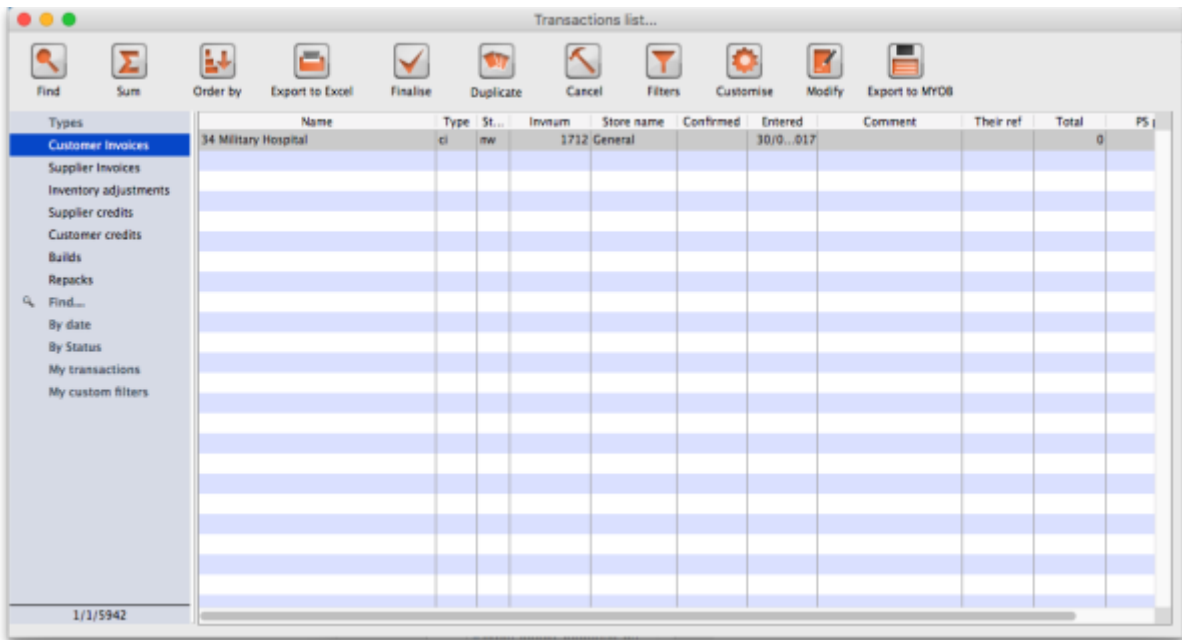 Transactions list...
Find Sum Order by Export to Excel Finalise Duplicate Cancel Filters Customise Modify Export to MYOB
Types
Customer Invoices
Supplier Invoices
Inventory adjustments
Supplier credits
Customer credits
Builds
Repacks
Find...
By date
By Status
My transactions
My custom filters
1/1/5942
Name Type St... Invnum Store name Confirmed Entered Comment Their ref Total PS
34 Military Hospital ci nw 1712 General 30/0...017 0